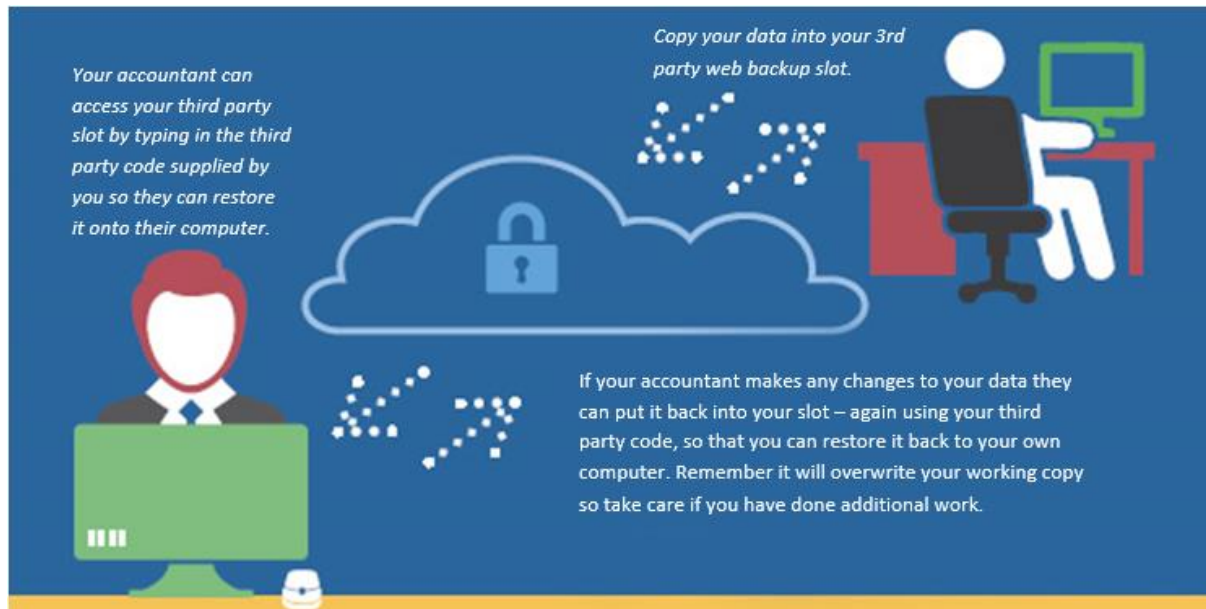 Your accountant can
access your third party
slot by typing in the third
party code supplied by
you so they can restore
it onto their computer.
Copy your data into your 3rd
party web backup slot.
If your accountant makes any changes to your data they
can put it back into your slot – again using your third
party code, so that you can restore it back to your own
computer. Remember it will overwrite your working copy
so take care if you have done additional work.